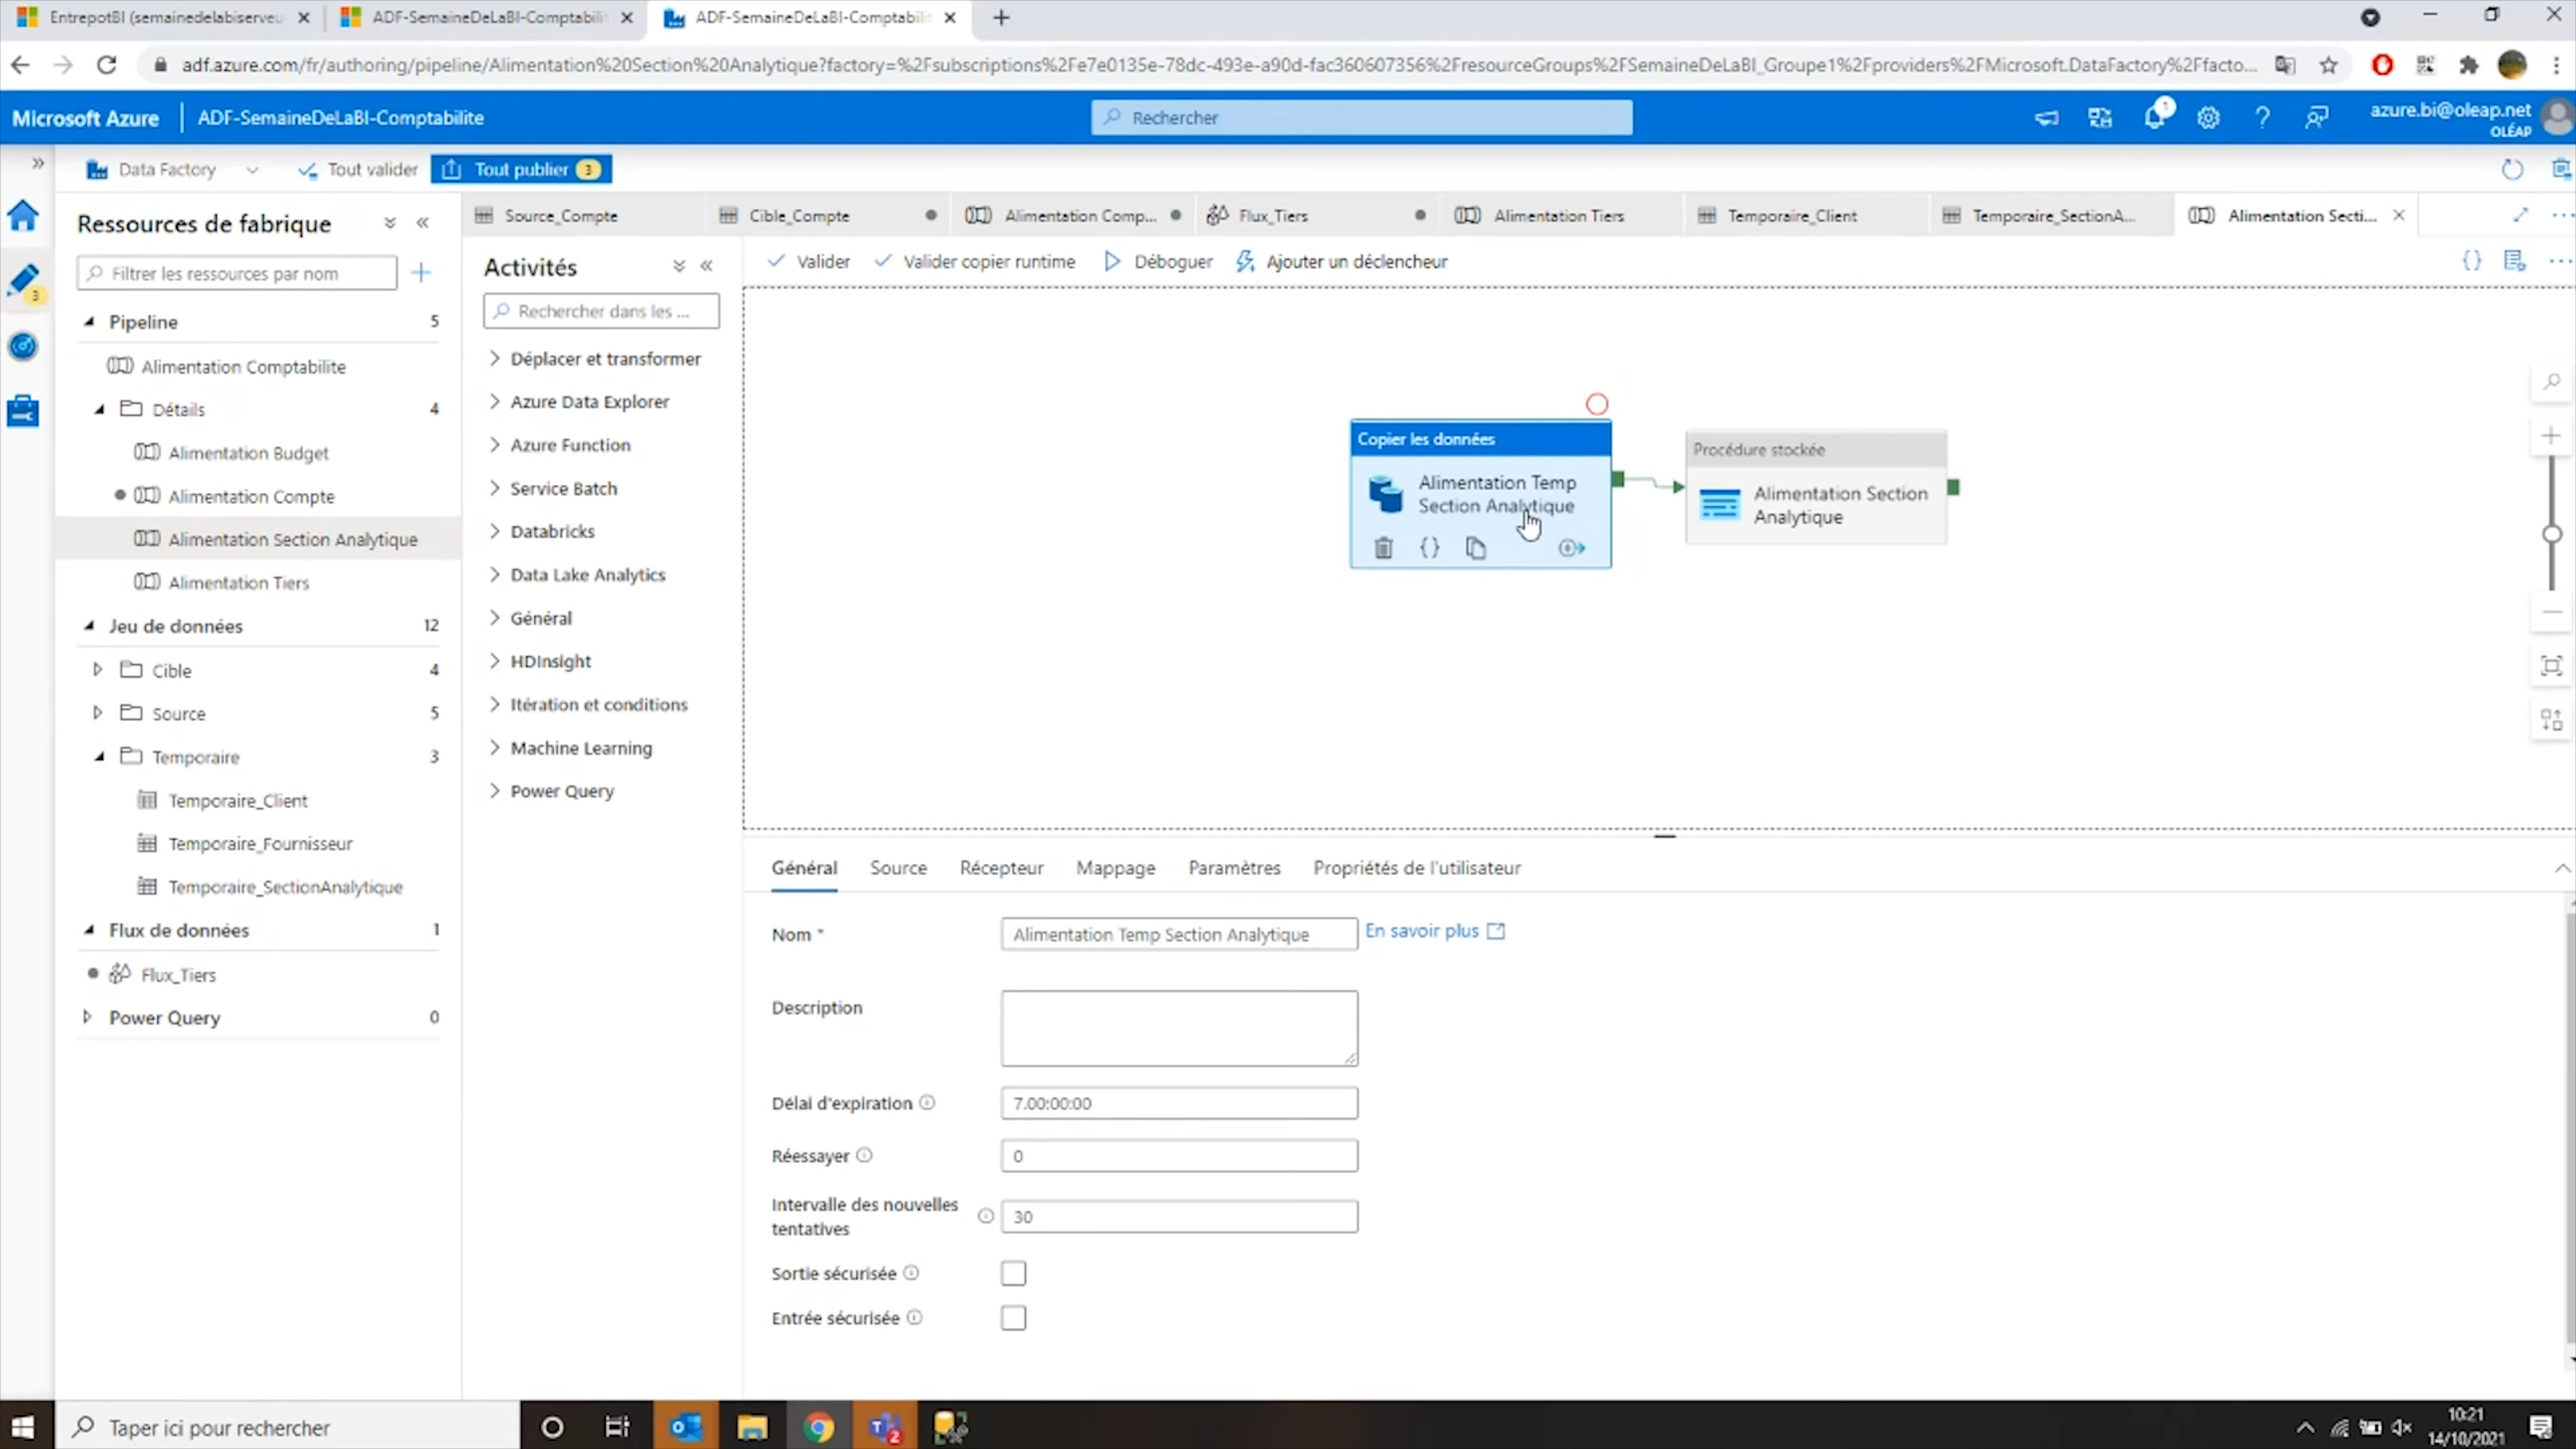 EntrepotBI (semainedelabiserveu
ADF-SemaineDeLaBI-Comptabilit
ADF-SemaineDeLaBI-Comptabilit
adf.azure.com/fr/authoring/pipeline/Alimentation%20Section%20Analytique?factory=%2Fsubscriptions%2Fe7e0135e-78dc-493e-a90d-fac360607356%2FresourceGroups%2FSemaineDeLaBI_Groupe1%2Fproviders%2FMicrosoft.DataFactory%2Ffacto...
Microsoft Azure
ADF-SemaineDeLaBI-Comptabilite
Rechercher
1
azure.bi@oleap.net
OLÉAP
Data Factory
Tout valider
Tout publier 3
Ressources de fabrique
Source_Compte
Cible_Compte
Alimentation Comp...
Flux_Tiers
Alimentation Tiers
Temporaire_Client
Temporaire_SectionA...
Alimentation Secti...
Filtrer les ressources par nom
3
Pipeline 5
Alimentation Comptabilite
Détails 4
Alimentation Budget
Alimentation Compte
Alimentation Section Analytique
Alimentation Tiers
Jeu de données 12
Cible 4
Source 5
Temporaire 3
Temporaire_Client
Temporaire_Fournisseur
Temporaire_SectionAnalytique
Flux de données 1
Flux_Tiers
Power Query 0
Activités
Rechercher dans les ...
Déplacer et transformer
Azure Data Explorer
Azure Function
Service Batch
Databricks
Data Lake Analytics
Général
HDInsight
Itération et conditions
Machine Learning
Power Query
Valider
Valider copier runtime
Déboguer
Ajouter un déclencheur
Copier les données
Alimentation Temp
Section Analytique
Procédure stockée
Alimentation Section
Analytique
Général
Source
Récepteur
Mappage
Paramètres
Propriétés de l'utilisateur
Nom *
Alimentation Temp Section Analytique
En savoir plus
Description
Délai d'expiration
7.00:00:00
Réessayer
0
Intervalle des nouvelles
tentatives
30
Sortie sécurisée
Entrée sécurisée
Taper ici pour rechercher
2
10:21
14/10/2021